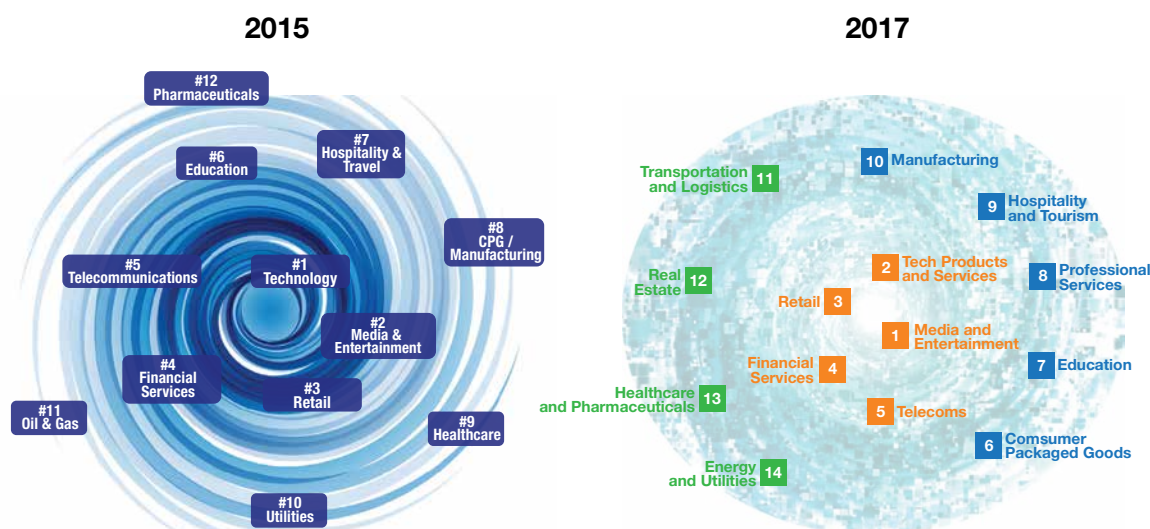 2015
#12
Pharmaceuticals
#7
Hospitality &
Travel
#6
Education
#8
CPG /
Manufacturing
#5
Telecommunications
#1
Technology
#2
Media &
Entertainment
#4
Financial
Services
#3
Retail
#11
Oil & Gas
#9
Healthcare
#10
Utilities
2017
10 Manufacturing
Transportation
and Logistics 11
9 Hospitality
and Tourism
2 Tech Products
and Services
8 Professional
Services
Real
Estate 12
Retail 3
1 Media and
Entertainment
Financial
Services 4
7 Education
Healthcare
and Pharmaceuticals 13
5 Telecoms
6 Comsumer
Packaged Goods
Energy
and Utilities 14